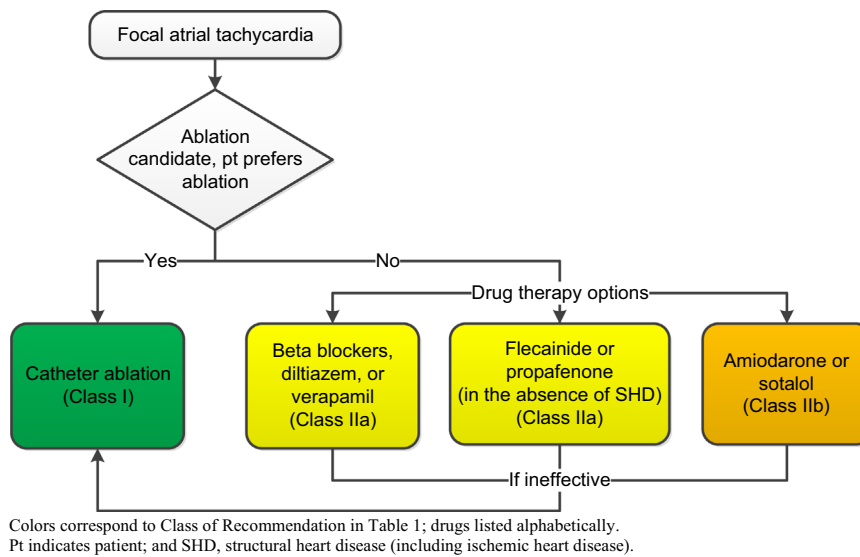 Focal atrial tachycardia
Ablation
candidate, pt prefers
ablation
Yes
No
Drug therapy options
Catheter ablation
(Class I)
Beta blockers,
diltiazem, or
verapamil
(Class IIa)
Flecainide or
propafenone
(in the absence of SHD)
(Class IIa)
Amiodarone or
sotalol
(Class IIb)
If ineffective
Colors correspond to Class of Recommendation in Table 1; drugs listed alphabetically.
Pt indicates patient; and SHD, structural heart disease (including ischemic heart disease).